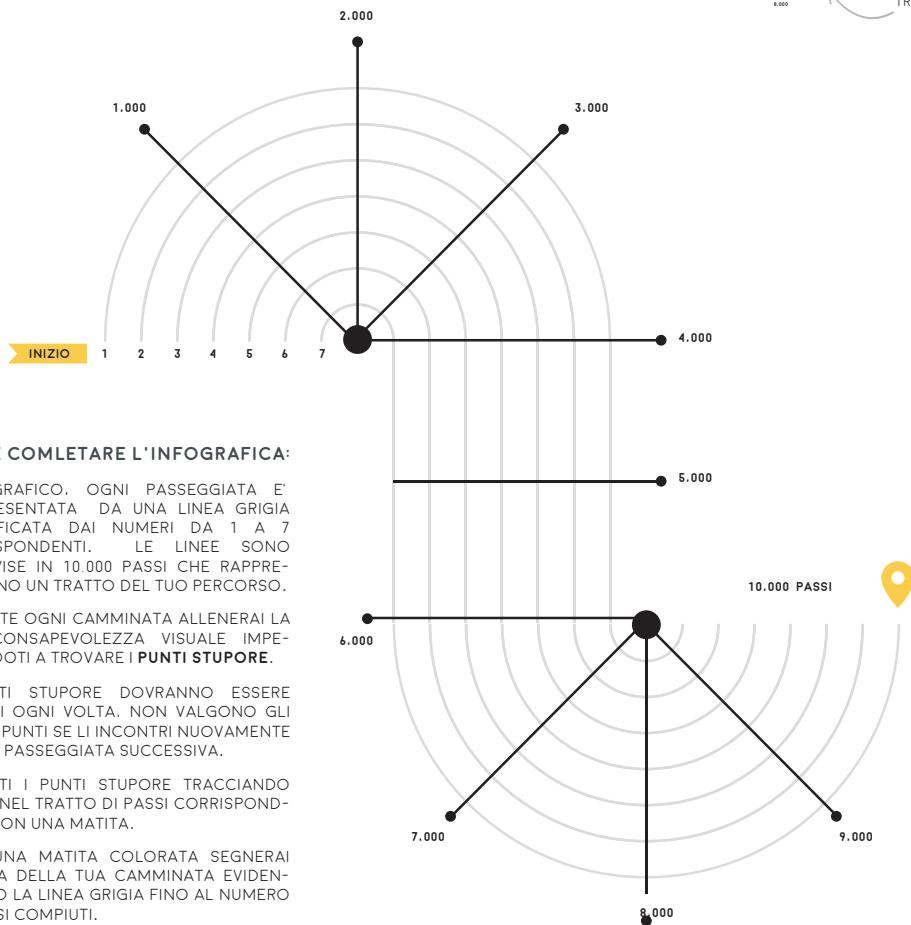 8.000
TR
2.000
1.000
3.000
INIZIO 1 2 3 4 5 6 7
4.000
5.000
6.000
10.000 PASSI
7.000
9.000
8.000
E COMLETARE L'INFOGRAFICA:
GRAFICO. OGNI PASSEGGIATA E'
ESENTATA DA UNA LINEA GRIGIA
FICATA DAI NUMERI DA 1 A 7
SPONDENTI. LE LINEE SONO
VISE IN 10.000 PASSI CHE RAPPRE-
NO UN TRATTO DEL TUO PERCORSO.
TE OGNI CAMMINATA ALLENERAI LA
CONSAPEVOLEZZA VISUALE IMPE-
DOTI A TROVARE I PUNTI STUPORE.
TI STUPORE DOVRANNO ESSERE
I OGNI VOLTA. NON VALGONO GLI
PUNTI SE LI INCONTRI NUOVAMENTE
PASSEGGIATA SUCCESSIVA.
TI I PUNTI STUPORE TRACCIANDO
NEL TRATTO DI PASSI CORRISPOND-
ON UNA MATITA.
UNA MATITA COLORATA SEGNERAI
A DELLA TUA CAMMINATA EVIDEN-
O LA LINEA GRIGIA FINO AL NUMERO
SI COMPIUTI.